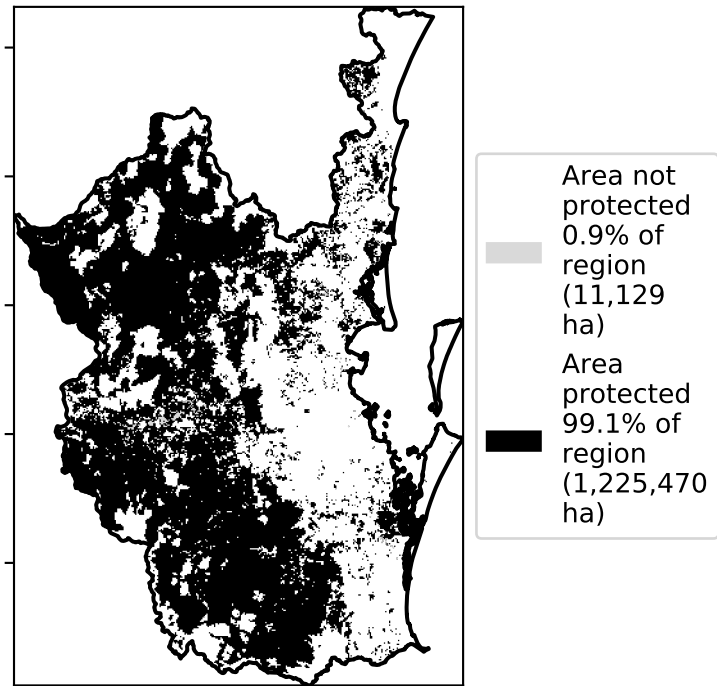 Area not
protected
0.9% of
region
(11,129
ha)
Area
protected
99.1% of
region
(1,225,470
ha)